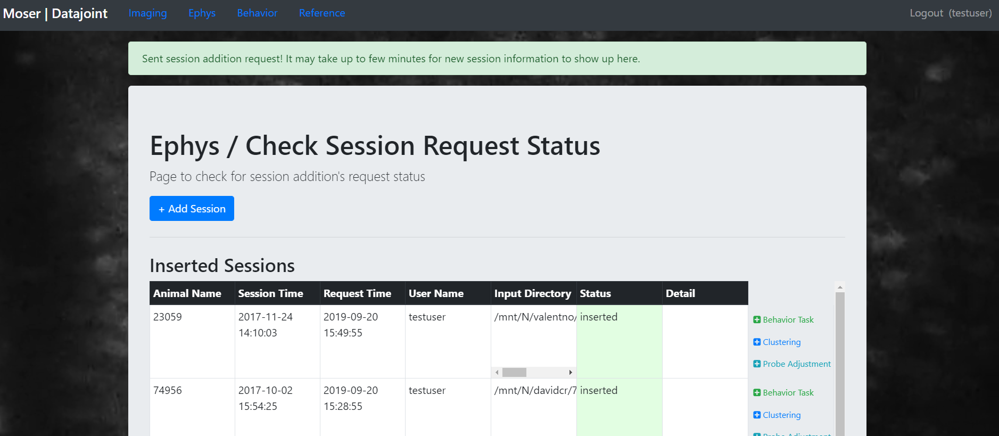 Moser | Datajoint Imaging Ephys Behavior Reference Logout (testuser)
Sent session addition request! It may take up to few minutes for new session information to show up here.
Ephys / Check Session Request Status
Page to check for session addition's request status
+ Add Session
Inserted Sessions
Animal Name Session Time Request Time User Name Input Directory Status Detail
23059 2017-11-24 2019-09-20 testuser /mnt/N/valentno/ inserted
14:10:03 15:49:55
Behavior Task
Clustering
Probe Adjustment
74956 2017-10-02 2019-09-20 testuser /mnt/N/davidcr/7 inserted
15:54:25 15:28:55
Behavior Task
Clustering
Probe Adjustment